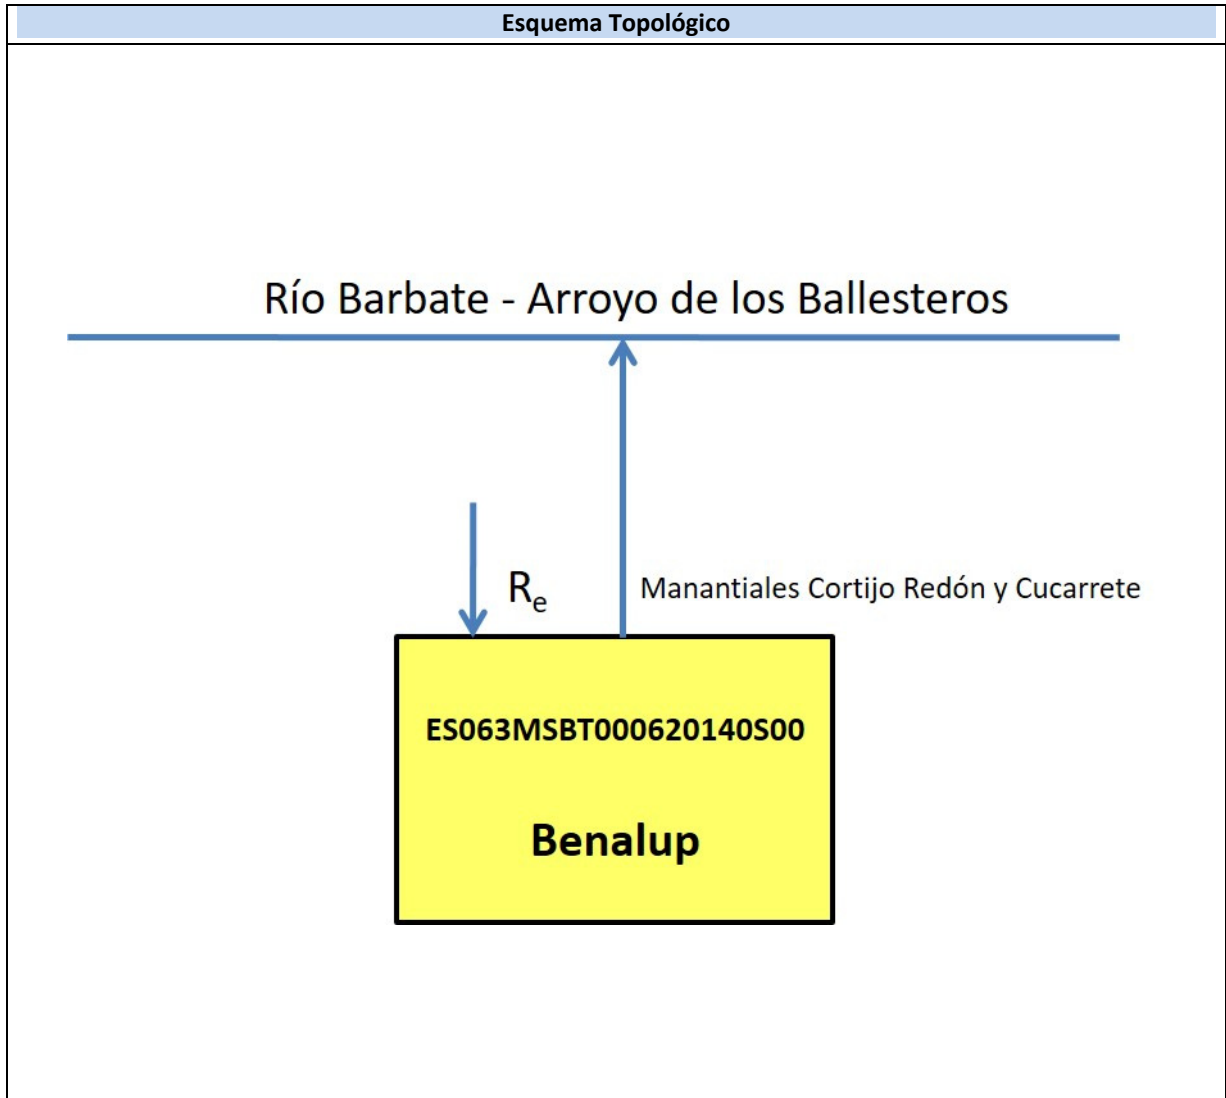 Esquema Topológico
Río Barbate - Arroyo de los Ballesteros
Re
Manantiales Cortijo Redón y Cucarrete
ES063MSBT000620140S00
Benalup